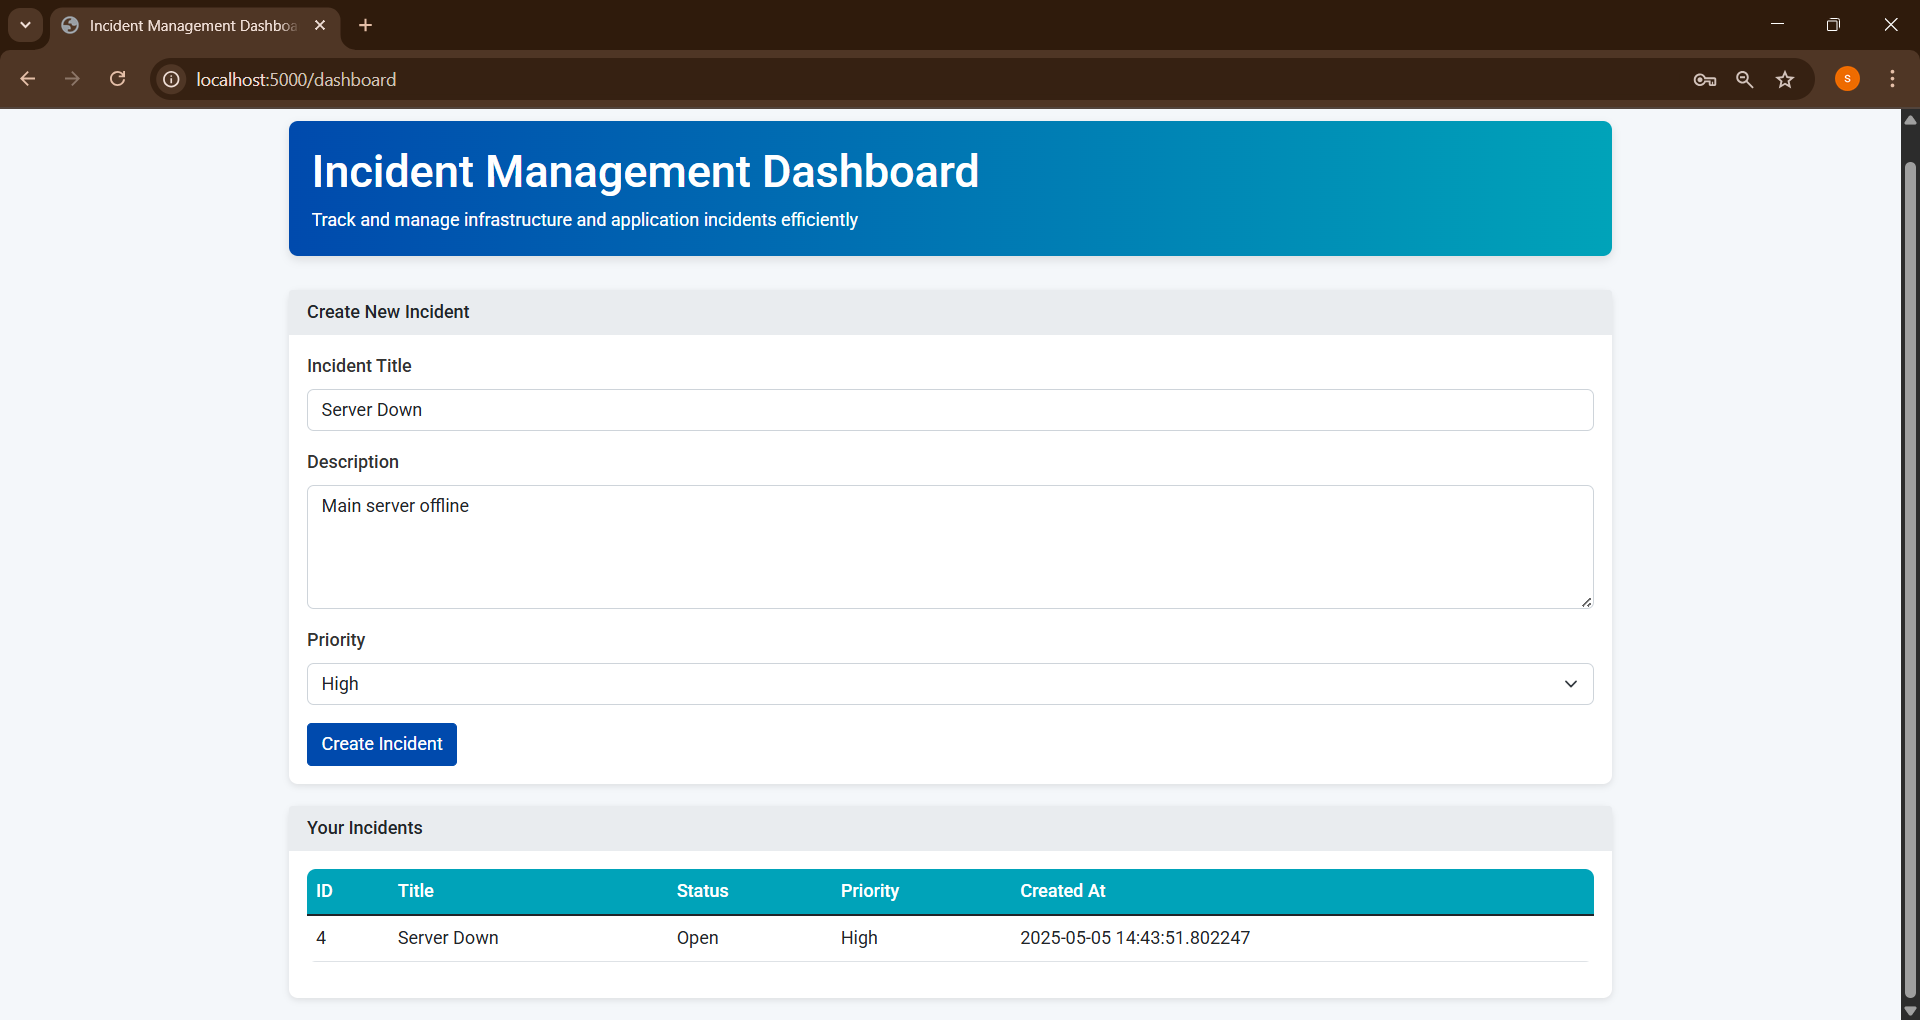 Incident Management Dashboa
localhost:5000/dashboard
S
Incident Management Dashboard
Track and manage infrastructure and application incidents efficiently
Create New Incident
Incident Title
Server Down
Description
Main server offline
Priority
High
Create Incident
Your Incidents
ID Title Status Priority Created At
4 Server Down Open High 2025-05-05 14:43:51.802247